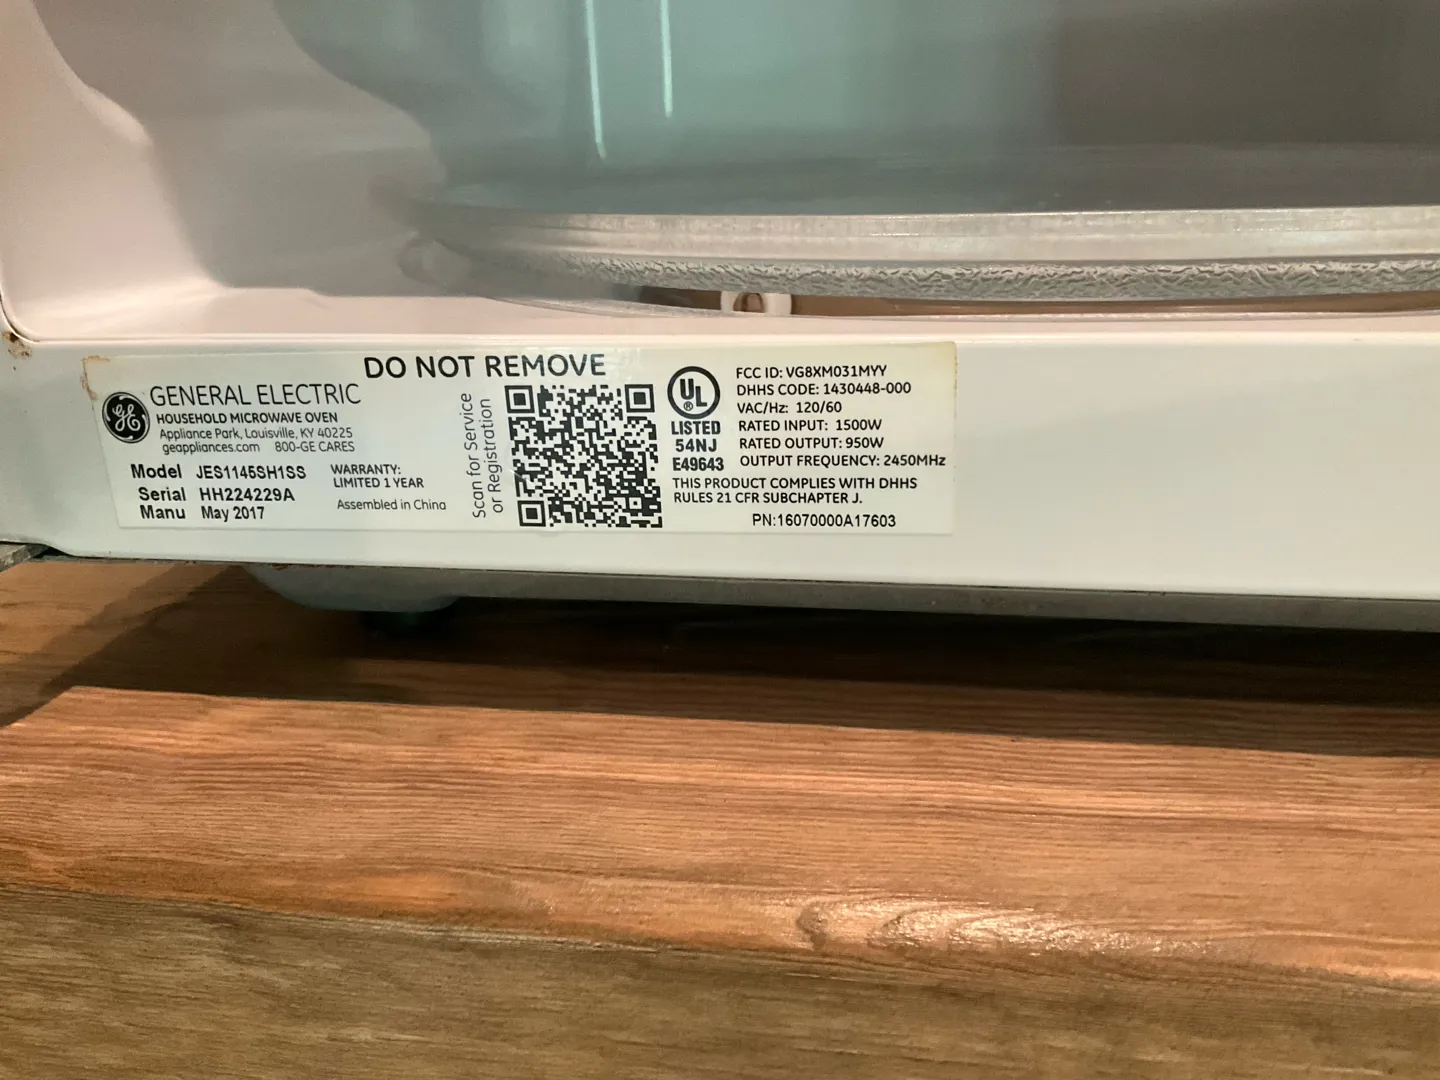 DO NOT REMOVE
GE
GENERAL ELECTRIC
HOUSEHOLD MICROWAVE OVEN
Appliance Park, Louisville, KY 40225
geappliances.com 800-GE CARES
Model JES1145SH1SS
Serial HH224229A
Manu May 2017
WARRANTY:
LIMITED 1 YEAR
Assembled in China
Scan for Service
or Registration
UL
®
LISTED
54NJ
E49643
FCC ID: VG8XM031MYY
DHHS CODE: 1430448-000
VAC/Hz: 120/60
RATED INPUT: 1500W
RATED OUTPUT: 950W
OUTPUT FREQUENCY: 2450MHz
THIS PRODUCT COMPLIES WITH DHHS
RULES 21 CFR SUBCHAPTER J.
PN:16070000A17603